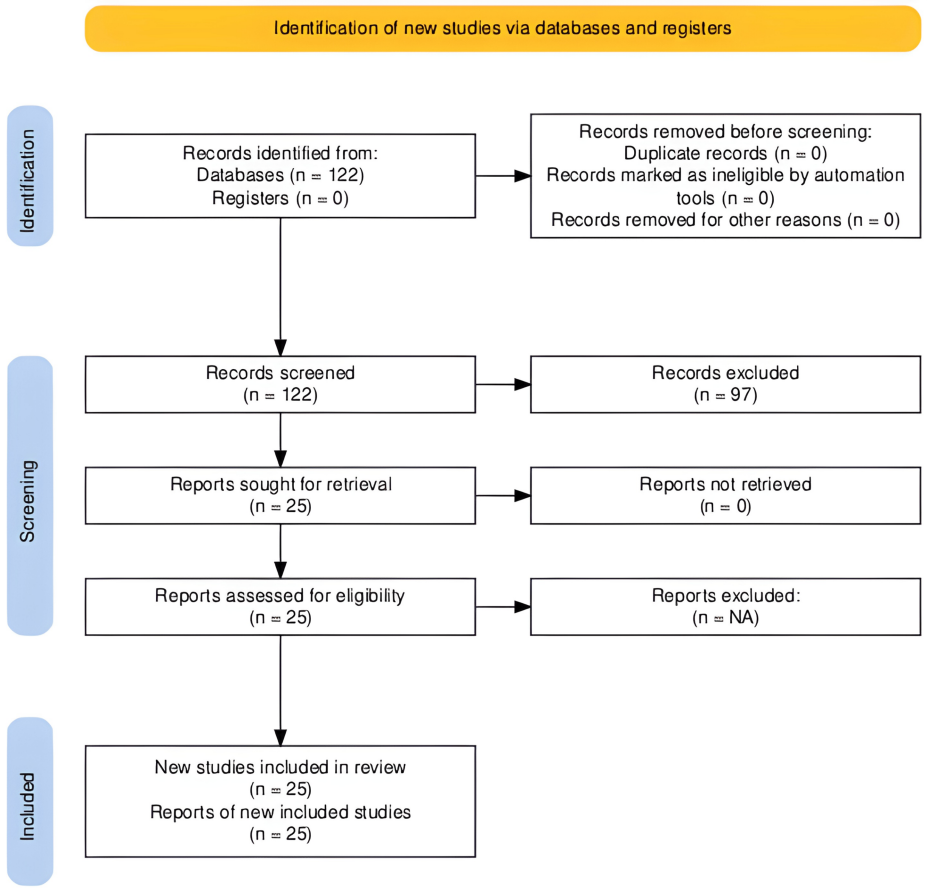 Identification of new studies via databases and registers
Identification
Records identified from:
Databases (n = 122)
Registers (n = 0)
Records removed before screening:
Duplicate records (n = 0)
Records marked as ineligible by automation
tools (n = 0)
Records removed for other reasons (n = 0)
Screening
Records screened
(n = 122)
Records excluded
(n = 97)
Reports sought for retrieval
(n = 25)
Reports not retrieved
(n = 0)
Reports assessed for eligibility
(n = 25)
Reports excluded:
(n = NA)
Included
New studies included in review
(n = 25)
Reports of new included studies
(n = 25)